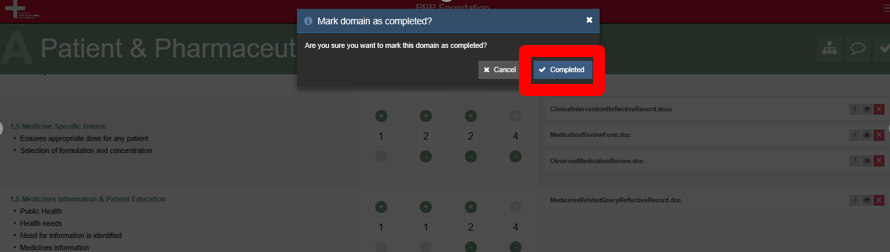 PBP Foundation
Mark domain as completed?
Are you sure you want to mark this domain as completed?
Cancel
Completed
A Patient & Pharmaceut
1.5 Medicine Specific Issues
• Ensures appropriate dose for any patient
• Selection of formulation and concentration
1 2 2 4
ClinicalInterventionReflectiveRecord.docx
MedicationReviewForm.doc
ObservedMedicationReview.doc
1.6 Medicines Information & Patient Education
• Public Health
• Health needs
• Need for information is identified
• Medicines information
1 1 2 4
MedicinesRelatedQueryReflectiveRecord.doc